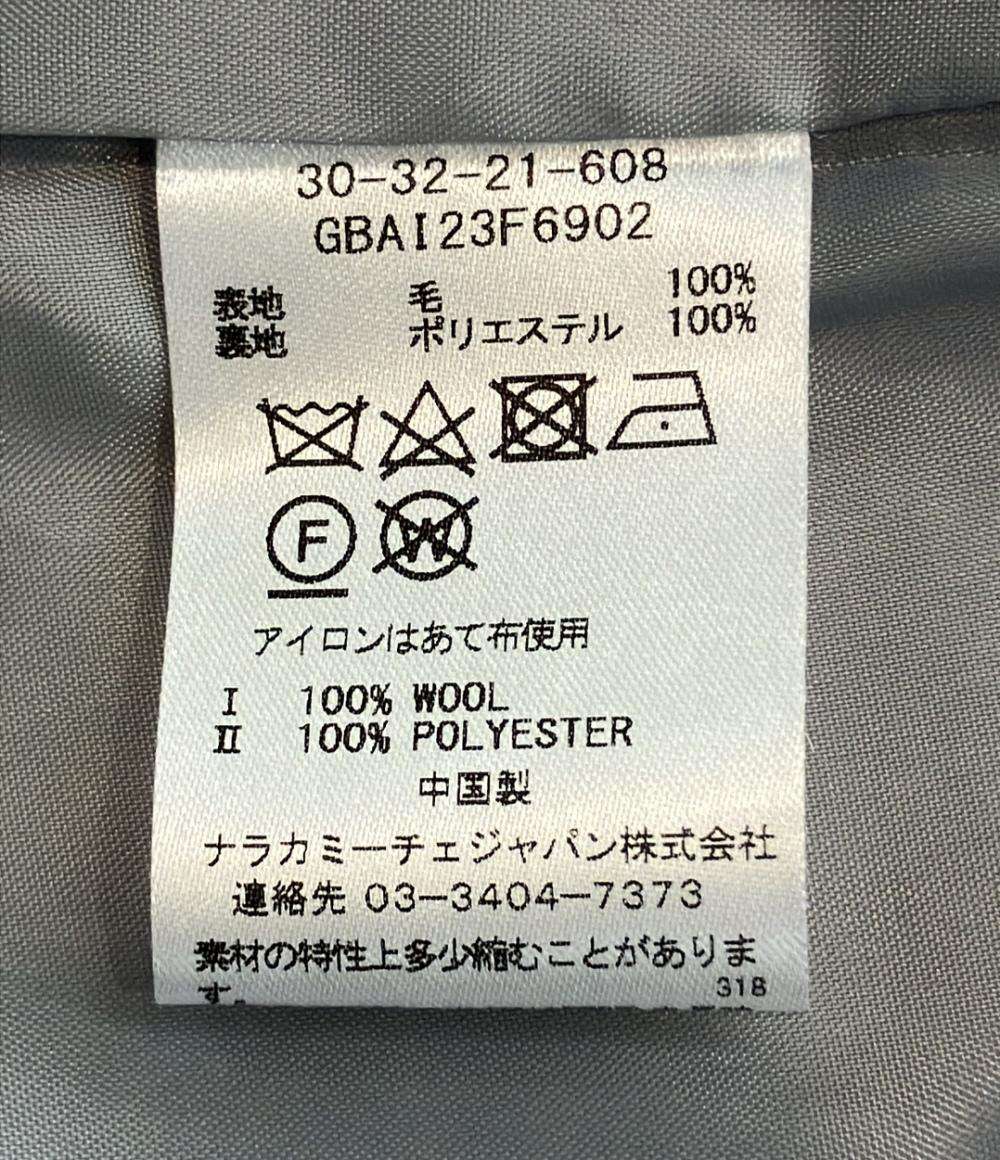 30-32-21-608
GBAI23F6902
表地 毛 100%
裏地 ポリエステル 100%
F W
アイロンはあて布使用
I 100% WOOL
II 100% POLYESTER
中国製
ナラカミーチェジャパン株式会社
連絡先 03-3404-7373
素材の特性上多少縮むことがありま
す。 318